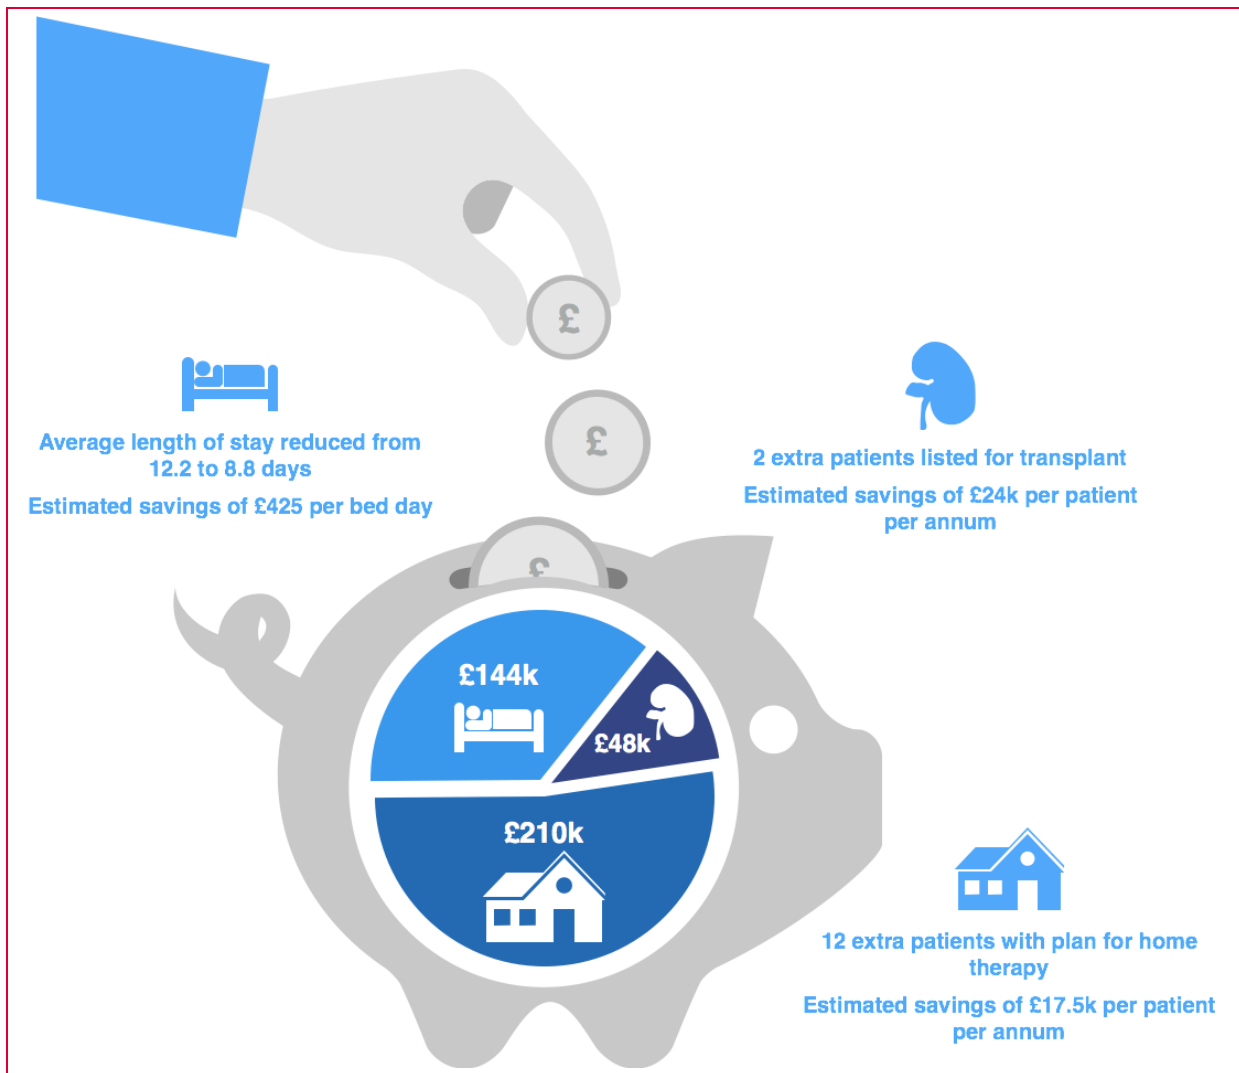 £
£
£
Average length of stay reduced from
12.2 to 8.8 days
Estimated savings of £425 per bed day
2 extra patients listed for transplant
Estimated savings of £24k per patient
per annum
£144k
£48k
£210k
12 extra patients with plan for home
therapy
Estimated savings of £17.5k per patient
per annum